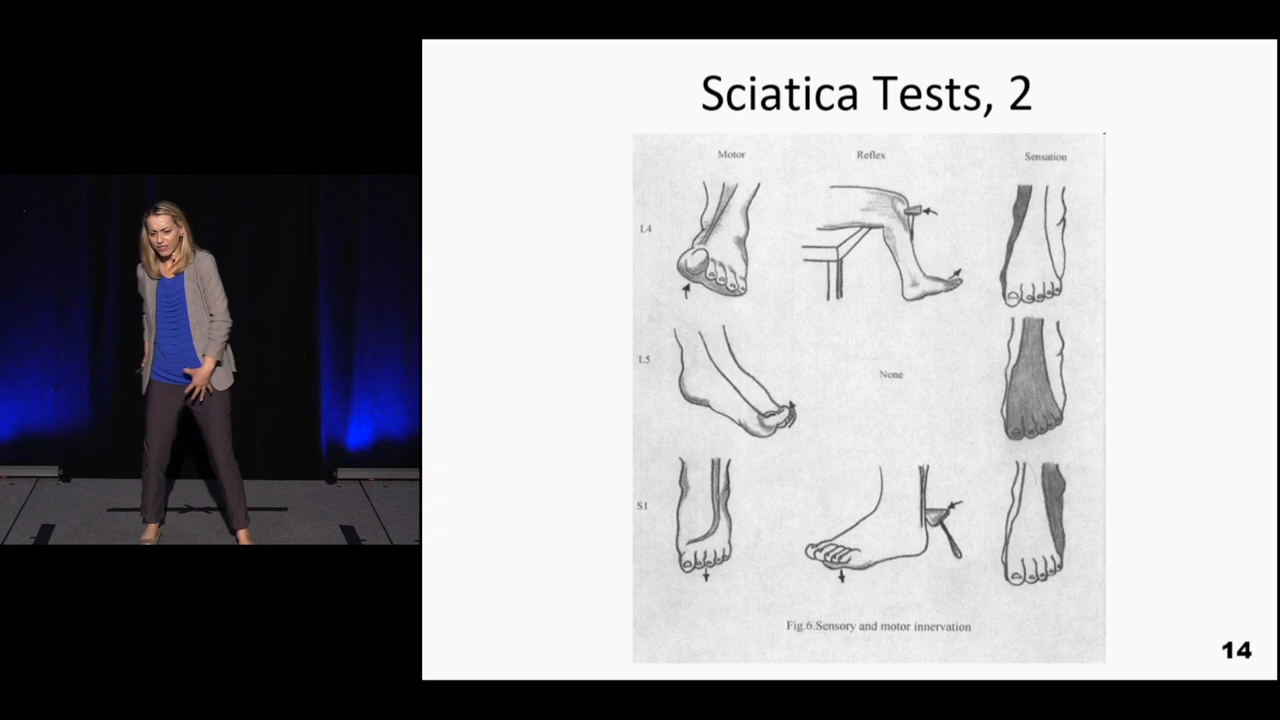 Sciatica Tests, 2
Motor Reflex Sensation
L4
L5
None
S1
Fig.6.Sensory and motor innervation
14